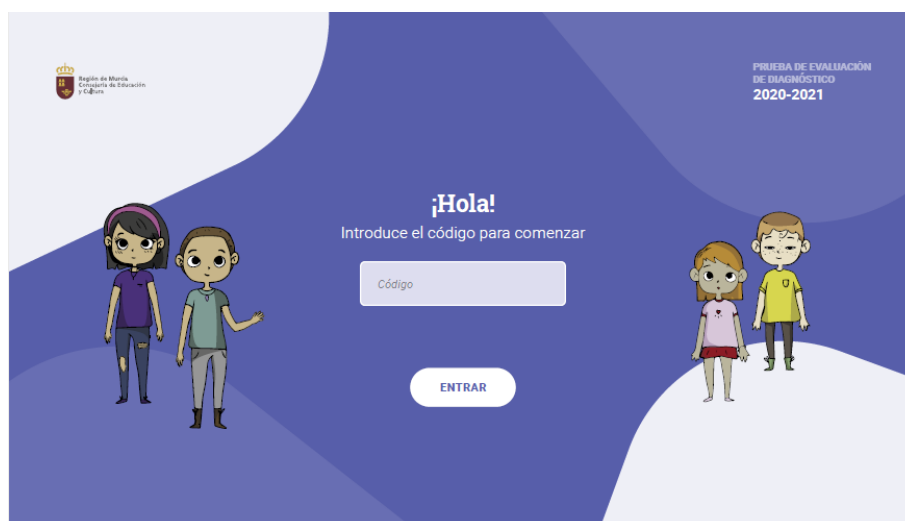 Región de Murcia
Consejería de Educación
y Cultura
PRUEBA DE EVALUACIÓN
DE DIAGNÓSTICO
2020-2021
¡Hola!
Introduce el código para comenzar
Código
ENTRAR